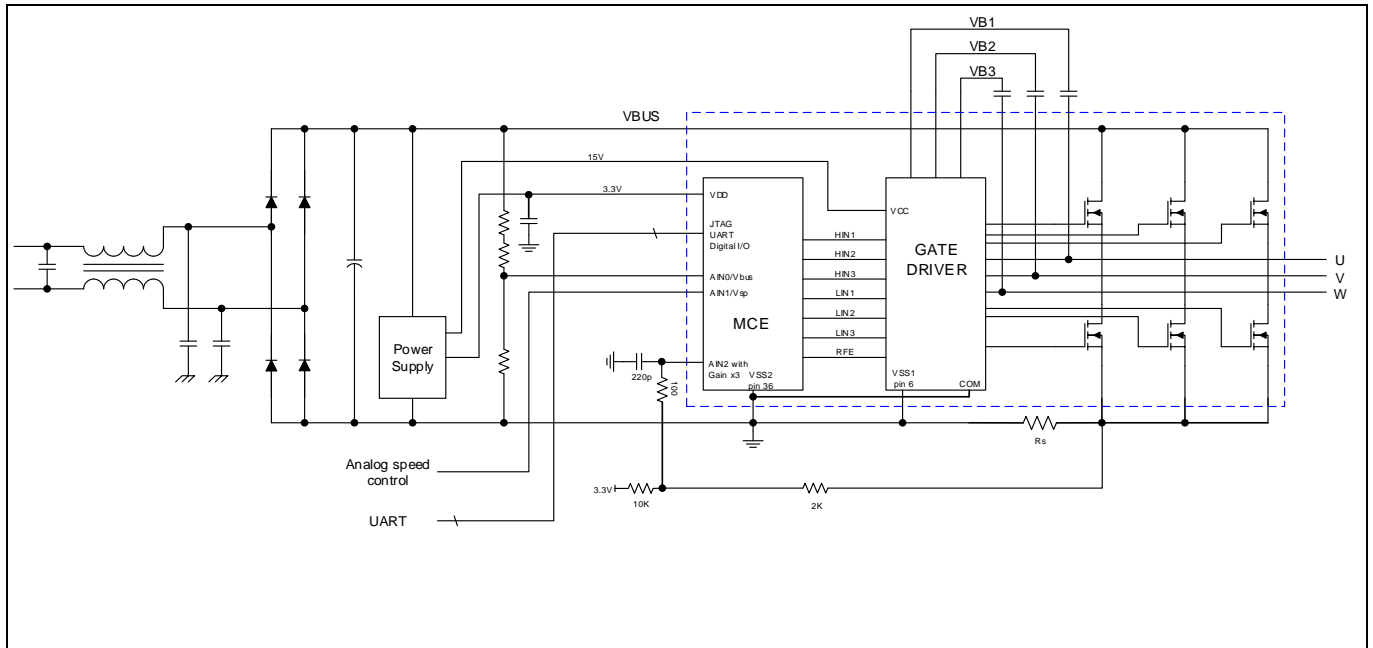 VB1
VB2
VB3
VBUS
15V
3.3V
VDD
VCC
JTAG
UART
Digital I/O
HIN1
GATE
DRIVER
HIN2
U
AIN0/Vbus
HIN3
V
AIN1/Vsp
LIN1
W
MCE
LIN2
LIN3
Power
Supply
RFE
AIN2 with
Gain x3
VSS2
pin 36
VSS1
pin 6
COM
220p
100
Rs
Analog speed
control
3.3V
10K
2K
UART